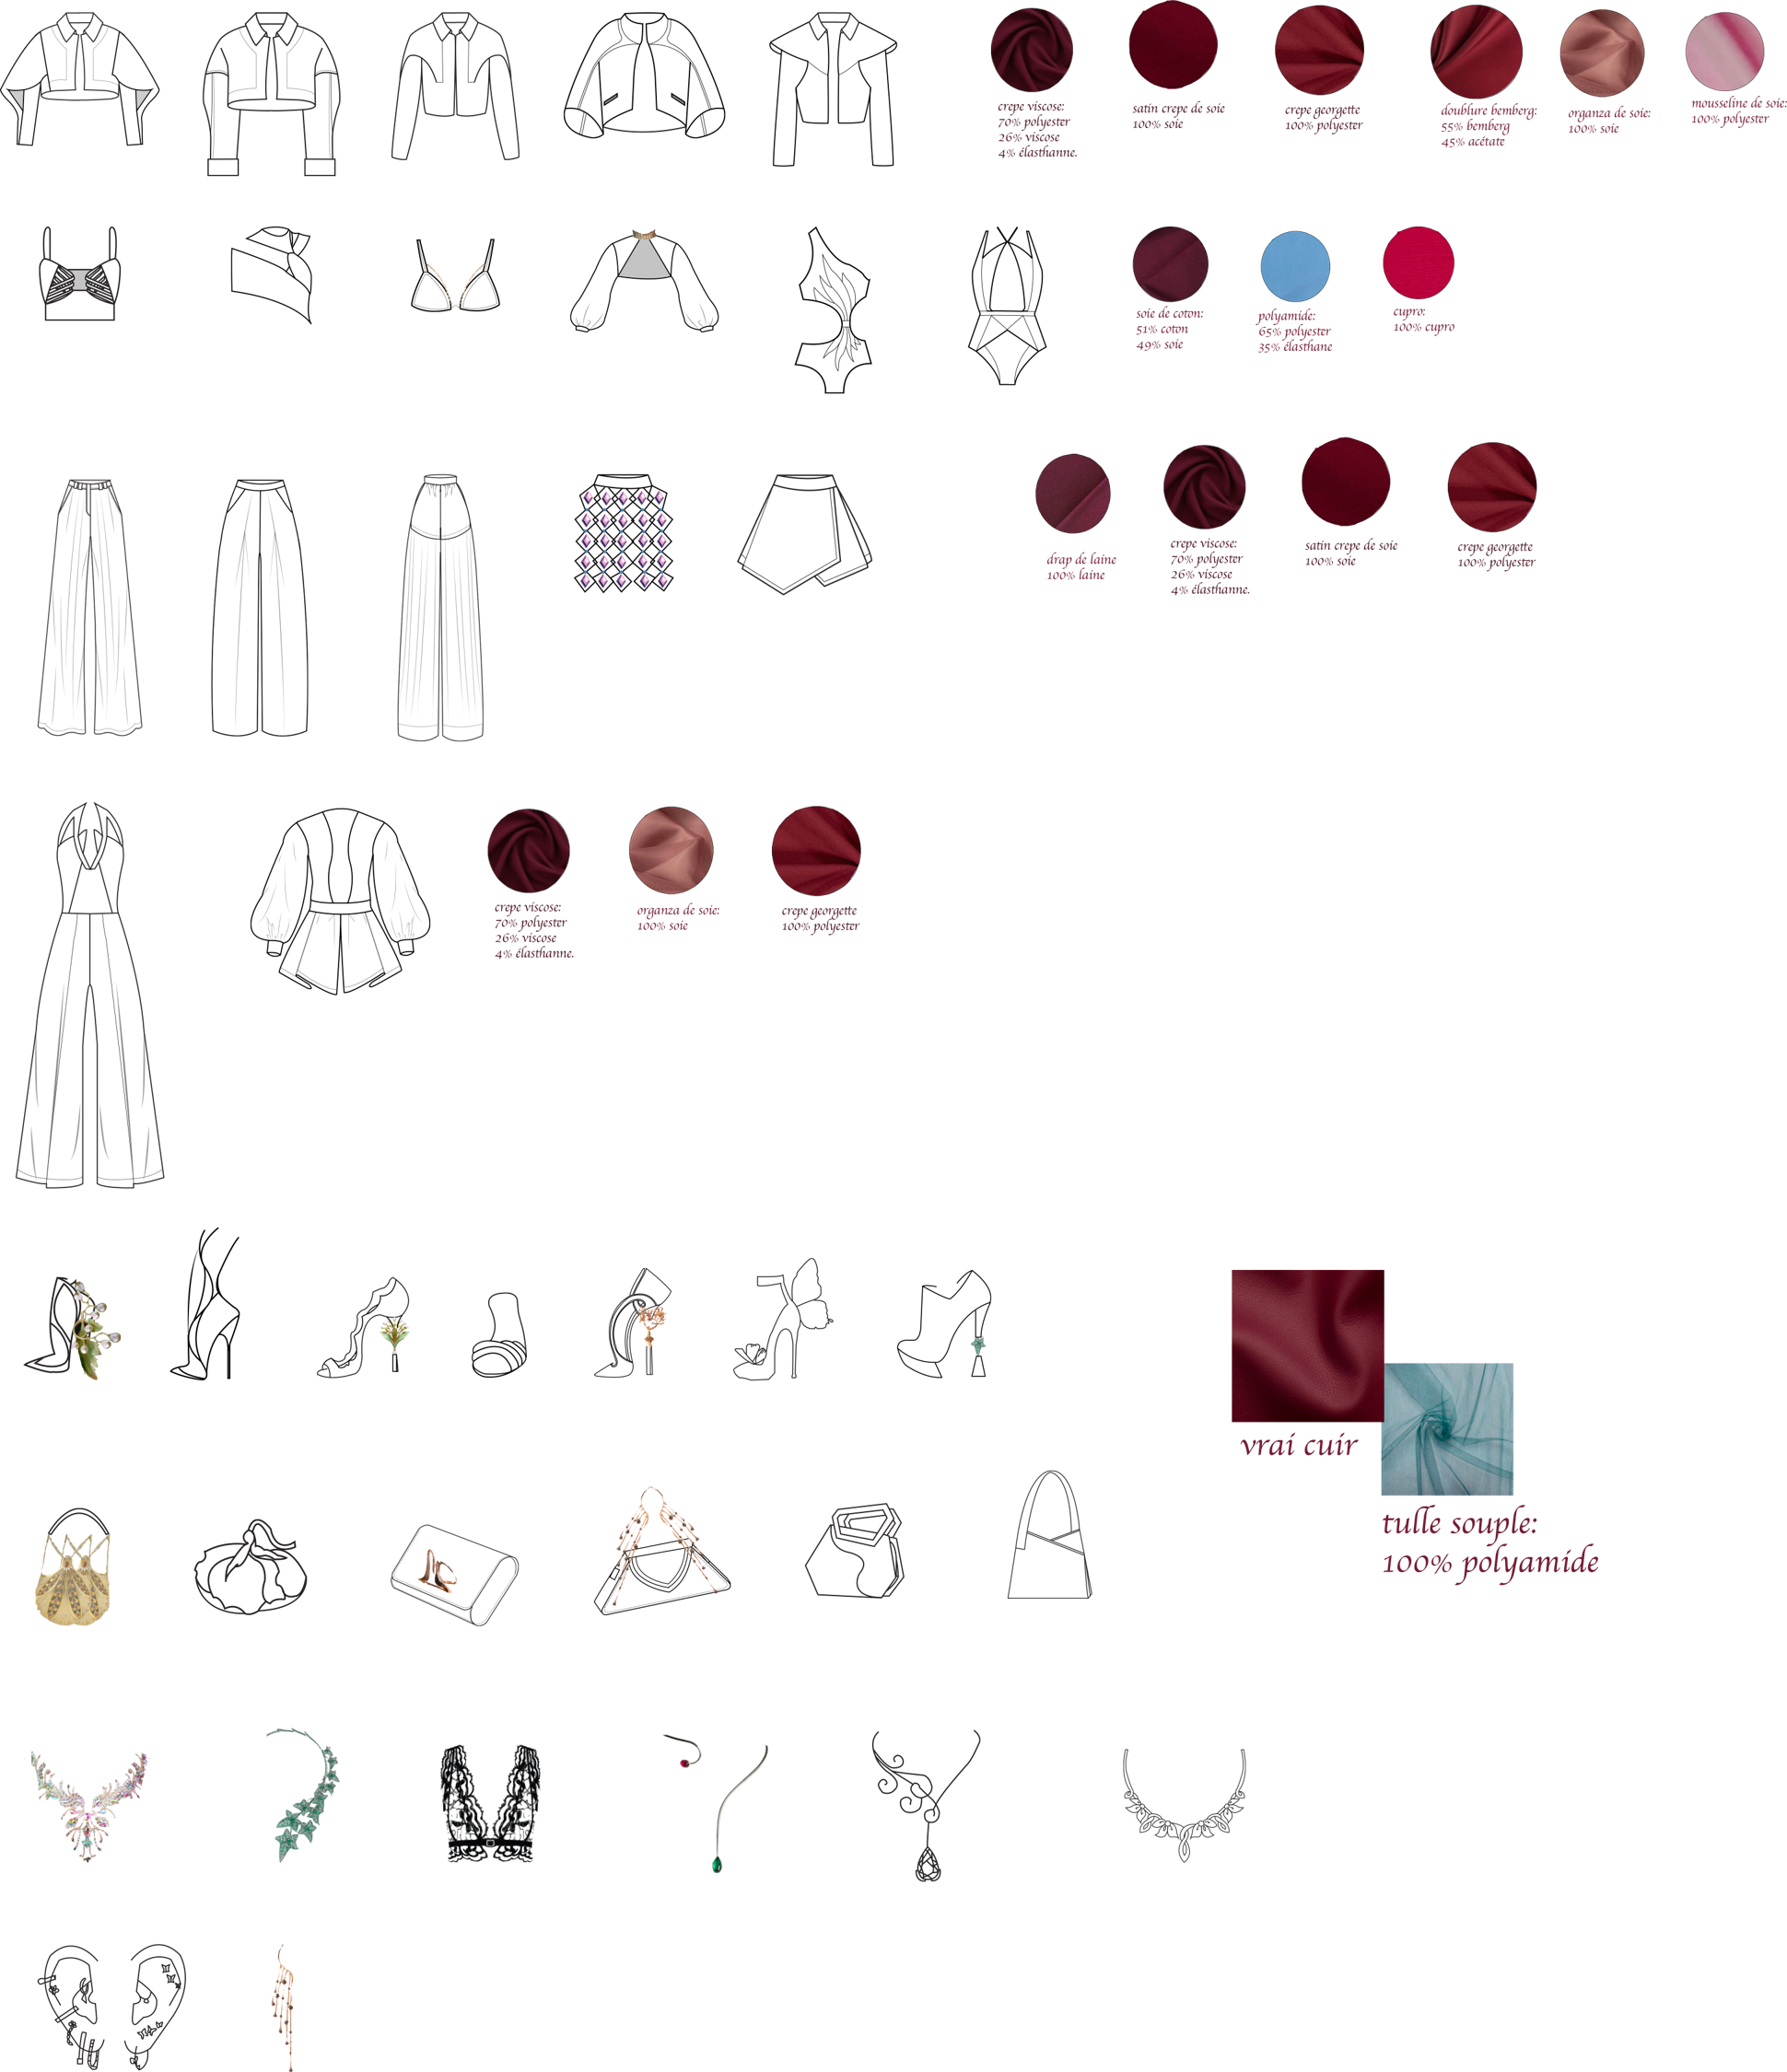 crepe viscose:
70% polyester
26% viscose
4% élasthanne.
satin crepe de soie
100% soie
crepe georgette
100% polyester
doublure bemberg:
55% bemberg
45% acétate
organza de soie:
100% soie
mousseline de soie:
100% polyester
soie de coton:
51% coton
49% soie
polyamide:
65% polyester
35% élasthane
cupro:
100% cupro
drap de laine
100% laine
crepe viscose:
70% polyester
26% viscose
4% élasthanne.
satin crepe de soie
100% soie
crepe georgette
100% polyester
crepe viscose:
70% polyester
26% viscose
4% élasthanne.
organza de soie:
100% soie
crepe georgette
100% polyester
vrai cuir
tulle souple:
100% polyamide